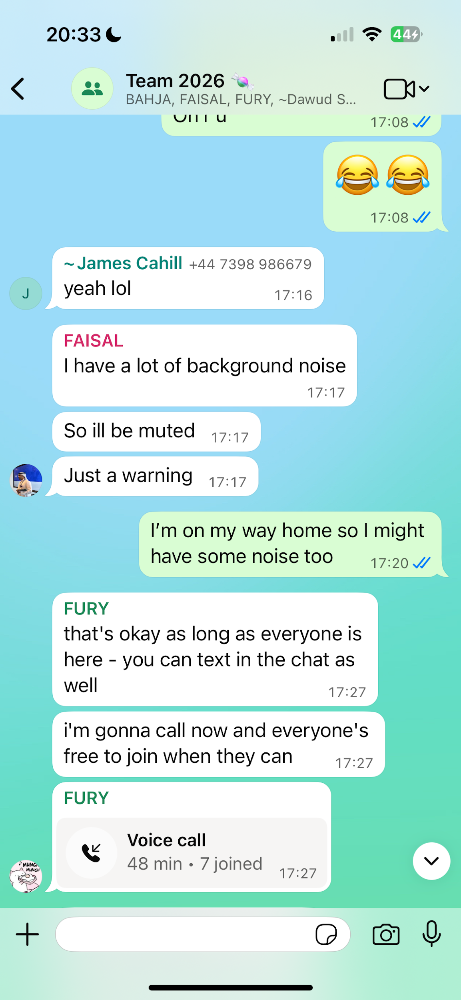 20:33
44
Team 2026
BAHJA, FAISAL, FURY, ~Dawud S...
17:08
😂😂
17:08
~James Cahill +44 7398 986679
yeah lol
17:16
J
FAISAL
I have a lot of background noise
17:17
So ill be muted 17:17
Just a warning 17:17
I'm on my way home so I might
have some noise too 17:20
FURY
that's okay as long as everyone is
here - you can text in the chat as
well 17:27
i'm gonna call now and everyone's
free to join when they can 17:27
FURY
Voice call
48 min • 7 joined 17:27
MUNCH
MUNCH